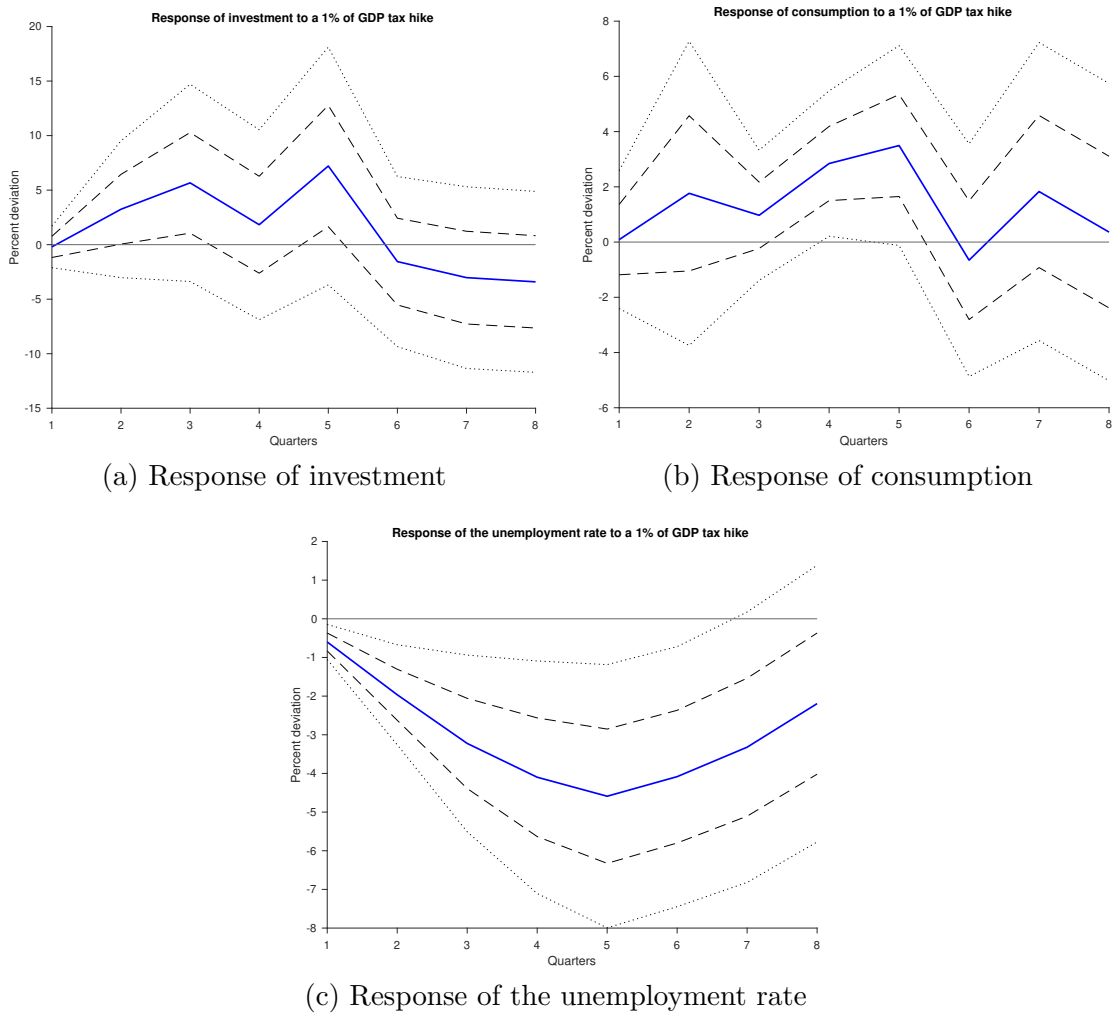 Response of investment to a 1% of GDP tax hike
20
15
10
5
0
-5
-10
-15
Percent deviation
1 2 3 4 5 6 7 8
Quarters
(a) Response of investment
Response of consumption to a 1% of GDP tax hike
8
6
4
2
0
-2
-4
-6
Percent deviation
1 2 3 4 5 6 7 8
Quarters
(b) Response of consumption
Response of the unemployment rate to a 1% of GDP tax hike
2
1
0
-1
-2
-3
-4
-5
-6
-7
-8
Percent deviation
1 2 3 4 5 6 7 8
Quarters
(c) Response of the unemployment rate